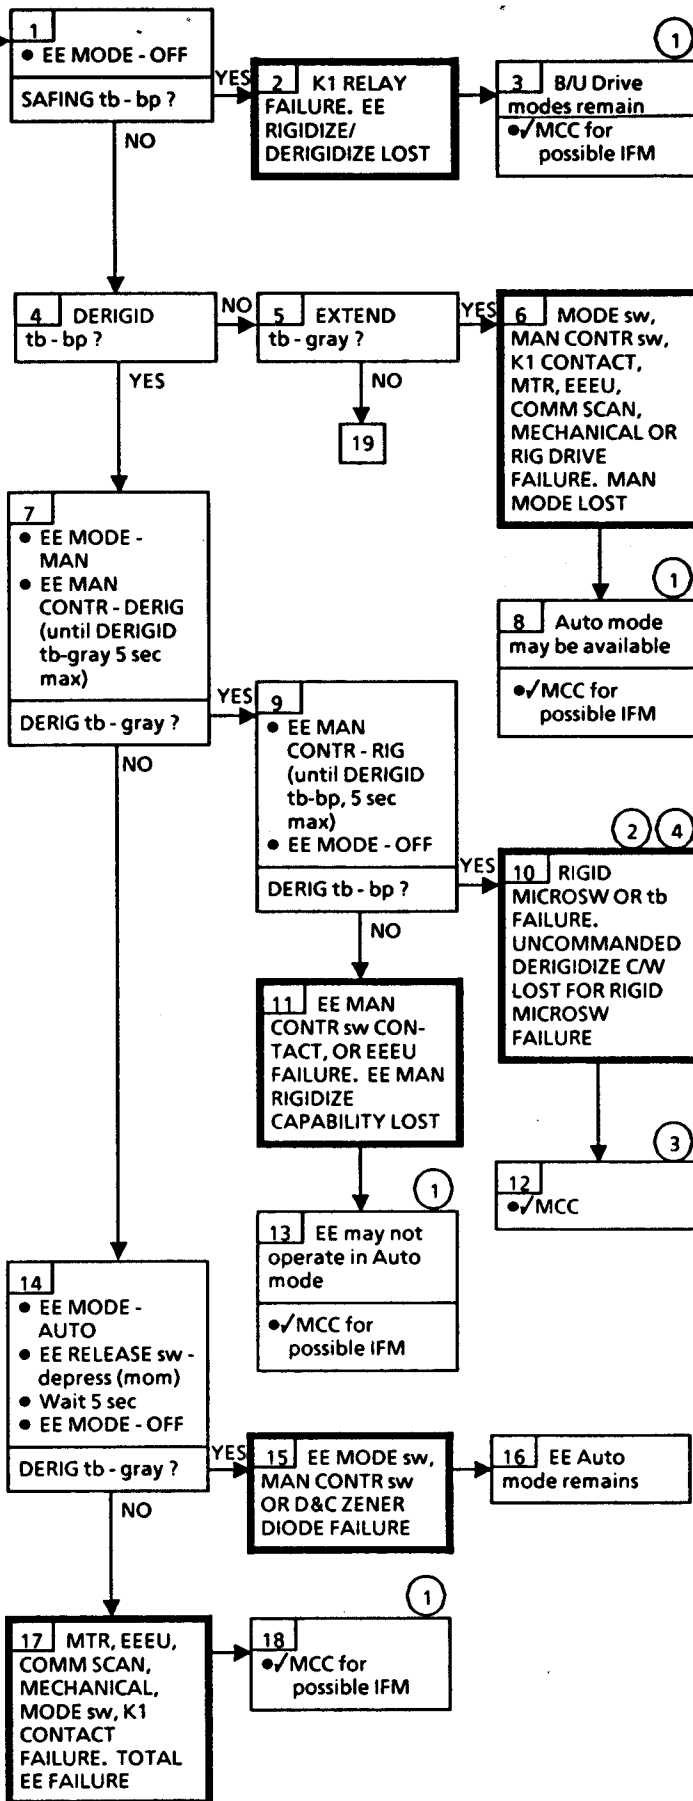 1
• EE MODE - OFF
SAFING tb - bp ?
YES
NO
2 K1 RELAY
FAILURE. EE
RIGIDIZE/
DERIGIDIZE LOST
1
3 B/U Drive
modes remain
•√MCC for
possible IFM
4 DERIGID
tb - bp ?
NO
YES
5 EXTEND
tb - gray ?
YES
NO
19
6 MODE sw,
MAN CONTR sw,
K1 CONTACT,
MTR, EEEU,
COMM SCAN,
MECHANICAL OR
RIG DRIVE
FAILURE. MAN
MODE LOST
7
• EE MODE -
MAN
• EE MAN
CONTR - DERIG
(until DERIGID
tb-gray 5 sec
max)
DERIG tb - gray ?
YES
NO
1
8 Auto mode
may be available
•√MCC for
possible IFM
9
• EE MAN
CONTR - RIG
(until DERIGID
tb-bp, 5 sec
max)
• EE MODE - OFF
DERIG tb - bp ?
YES
NO
2 4
10 RIGID
MICROSW OR tb
FAILURE.
UNCOMMANDED
DERIGIDIZE C/W
LOST FOR RIGID
MICROSW
FAILURE
11 EE MAN
CONTR sw CON-
TACT, OR EEEU
FAILURE. EE MAN
RIGIDIZE
CAPABILITY LOST
3
12
•√MCC
1
13 EE may not
operate in Auto
mode
•√MCC for
possible IFM
14
• EE MODE -
AUTO
• EE RELEASE sw -
depress (mom)
• Wait 5 sec
• EE MODE - OFF
DERIG tb - gray ?
YES
NO
15 EE MODE sw,
MAN CONTR sw
OR D&C ZENER
DIODE FAILURE
16 EE Auto
mode remains
17 MTR, EEEU,
COMM SCAN,
MECHANICAL,
MODE sw, K1
CONTACT
FAILURE. TOTAL
EE FAILURE
1
18
•√MCC for
possible IFM